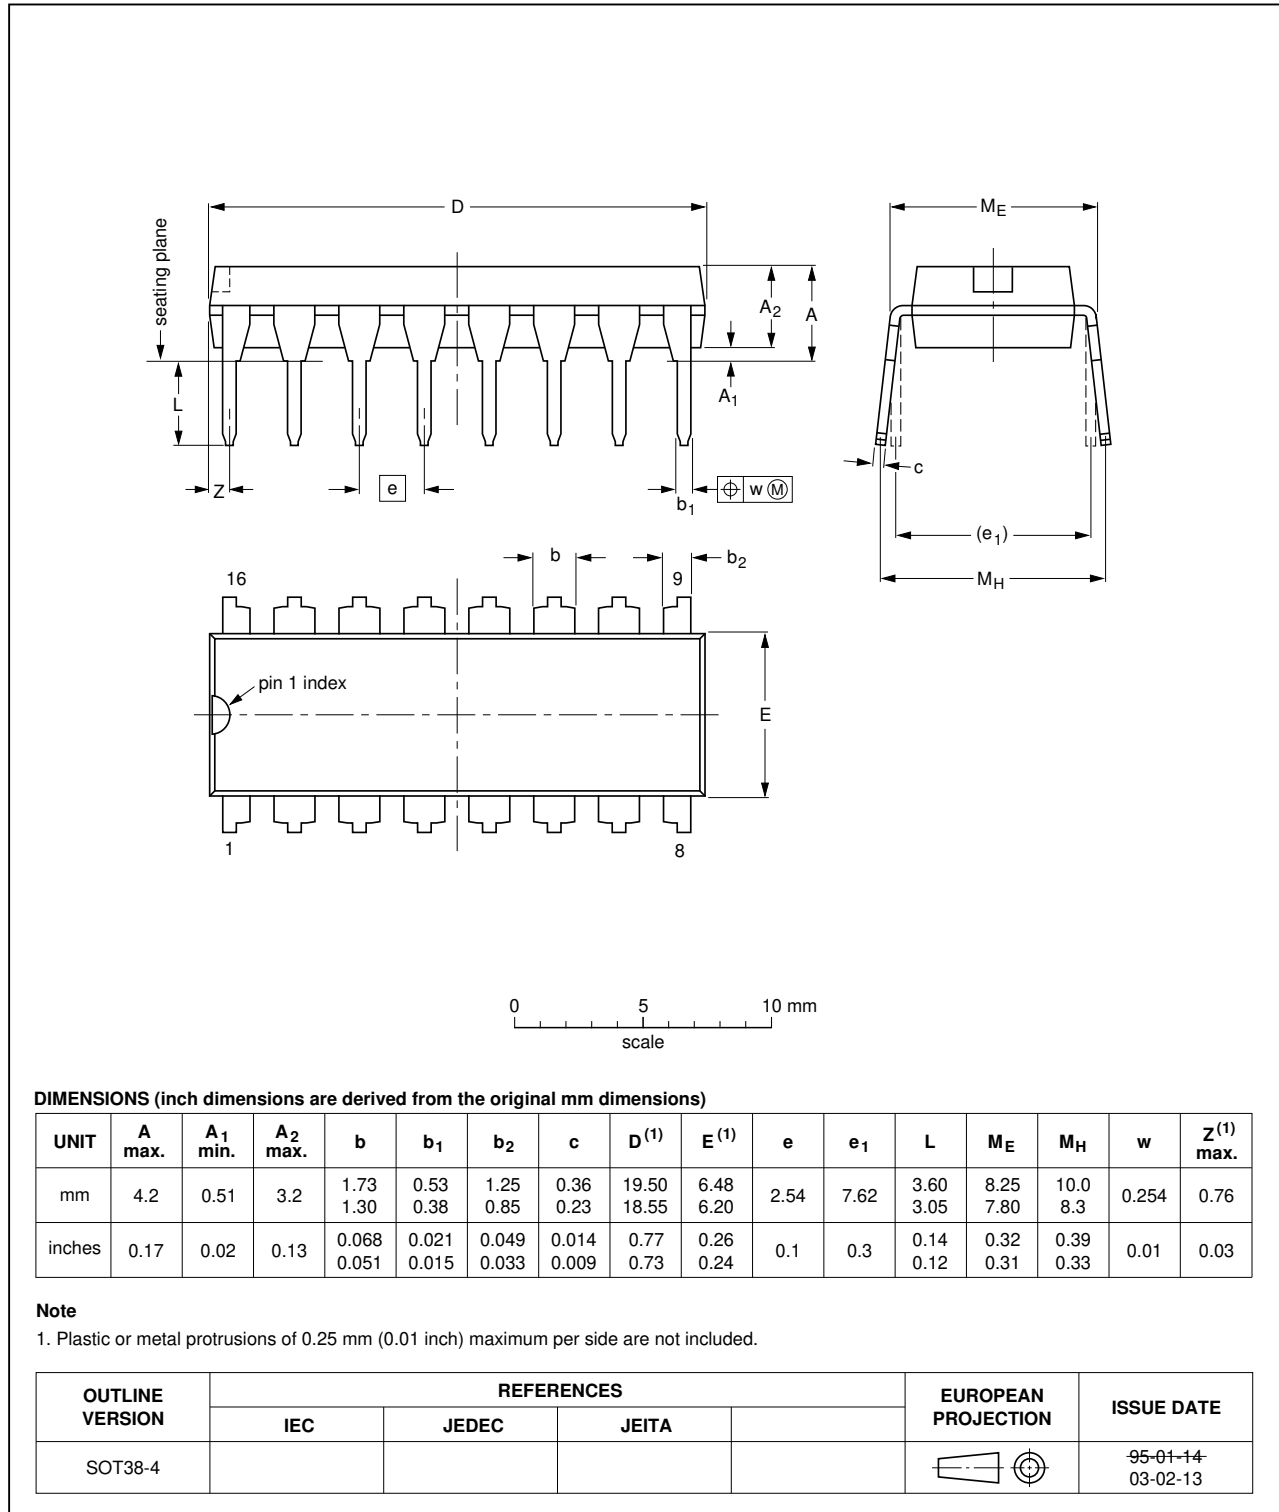 D
M_E
seating plane
A_2
A
A_1
L
Z
e
b_1
w M
c
(e_1)
M_H
b
b_2
16
9
pin 1 index
E
1
8
0 5 10 mm
scale
DIMENSIONS (inch dimensions are derived from the original mm dimensions)
UNIT A max. A1 min. A2 max. b b1 b2 c D(1) E(1) e e1 L ME MH w Z(1) max.
mm 4.2 0.51 3.2 1.73 1.30 0.53 0.38 1.25 0.85 0.36 0.23 19.50 18.55 6.48 6.20 2.54 7.62 3.60 3.05 8.25 7.80 10.0 8.3 0.254 0.76
inches 0.17 0.02 0.13 0.068 0.051 0.021 0.015 0.049 0.033 0.014 0.009 0.77 0.73 0.26 0.24 0.1 0.3 0.14 0.12 0.32 0.31 0.39 0.33 0.01 0.03
Note
1. Plastic or metal protrusions of 0.25 mm (0.01 inch) maximum per side are not included.
OUTLINE VERSION REFERENCES EUROPEAN PROJECTION ISSUE DATE
IEC JEDEC JEITA
SOT38-4 95-01-14
03-02-13